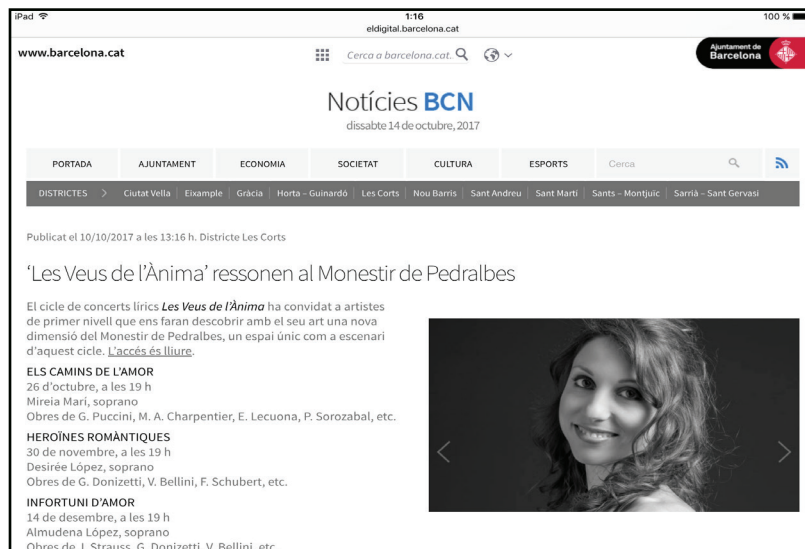 iPad 1:16 100 %
eldigital.barcelona.cat
www.barcelona.cat Cerca a barcelona.cat. Ajuntament de
Barcelona
Notícies BCN
dissabte 14 de octubre, 2017
PORTADA AJUNTAMENT ECONOMIA SOCIETAT CULTURA ESPORTS Cerca
DISTRICTES > Ciutat Vella Eixample Gràcia Horta – Guinardó Les Corts Nou Barris Sant Andreu Sant Martí Sants – Montjuïc Sarrià – Sant Gervasi
Publicat el 10/10/2017 a les 13:16 h. Districte Les Corts
‘Les Veus de l’Ànima’ ressonen al Monestir de Pedralbes
El cicle de concerts lírics Les Veus de l’Ànima ha convidat a artistes
de primer nivell que ens faran descobrir amb el seu art una nova
dimensió del Monestir de Pedralbes, un espai únic com a escenari
d’aquest cicle. L’accés és lliure.
ELS CAMINS DE L’AMOR
26 d’octubre, a les 19 h
Mireia Marí, soprano
Obres de G. Puccini, M. A. Charpentier, E. Lecuona, P. Sorozabal, etc.
HEROÏNES ROMÀNTIQUES
30 de novembre, a les 19 h
Desirée López, soprano
Obres de G. Donizetti, V. Bellini, F. Schubert, etc.
INFORTUNI D’AMOR
14 de desembre, a les 19 h
Almudena López, soprano
Obres de J. Strauss, G. Donizetti, V. Bellini, etc.